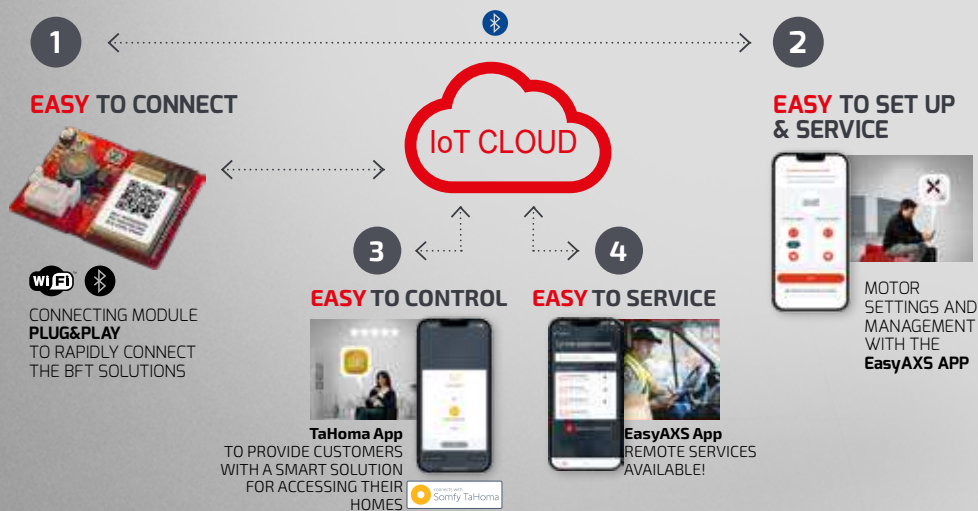 1
2
EASY TO CONNECT
IoT CLOUD
EASY TO SET UP
& SERVICE
WiFi
CONNECTING MODULE
PLUG&PLAY
TO RAPIDLY CONNECT
THE BFT SOLUTIONS
3
4
EASY TO CONTROL
EASY TO SERVICE
MOTOR
SETTINGS AND
MANAGEMENT
WITH THE
EasyAXS APP
TaHoma App
TO PROVIDE CUSTOMERS
WITH A SMART SOLUTION
FOR ACCESSING THEIR
HOMES
connects with
Somfy TaHoma
EasyAXS App
REMOTE SERVICES
AVAILABLE!